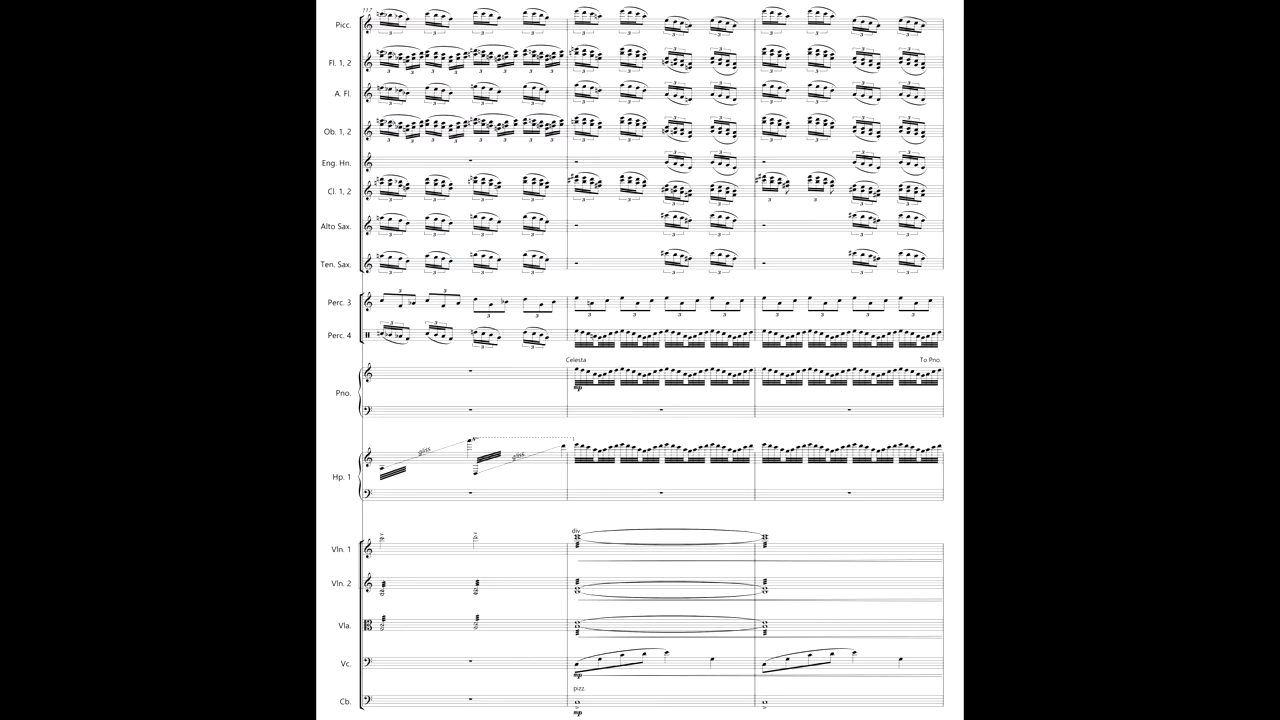 117
Picc.
Fl. 1, 2
A. Fl.
Ob. 1, 2
Eng. Hn.
Cl. 1, 2
Alto Sax.
Ten. Sax.
Perc. 3
Perc. 4
Celesta
To Pno.
mp
Pno.
gliss
gliss
Hp. 1
div.
Vln. 1
Vln. 2
Vla.
Vc.
mp
pizz.
Cb.
mp